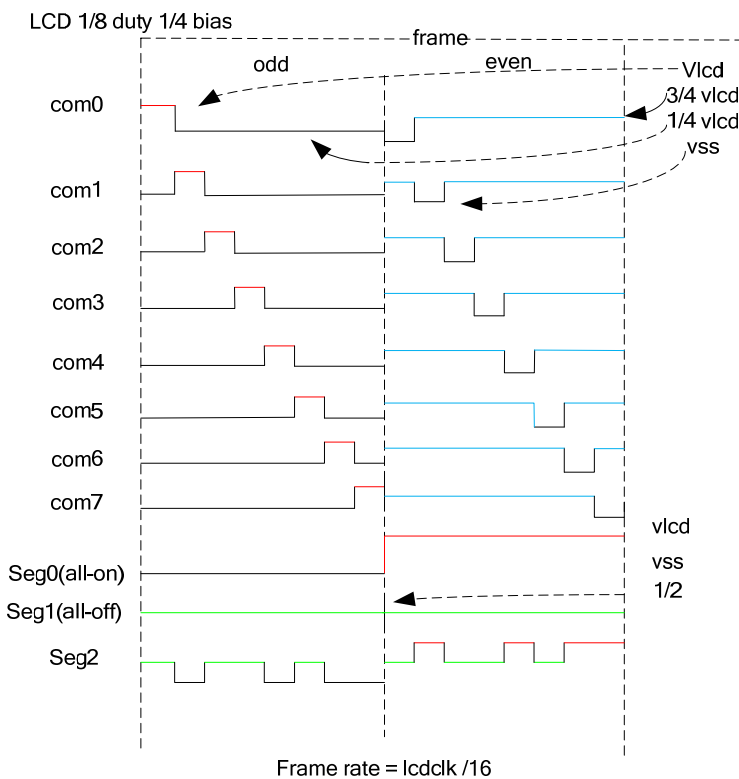 LCD 1/8 duty 1/4 bias
frame
odd
even
Vlcd
3/4 vlcd
1/4 vlcd
vss
com0
com1
com2
com3
com4
com5
com6
com7
vlcd
vss
1/2
Seg0(all-on)
Seg1(all-off)
Seg2
Frame rate = lcdclk /16